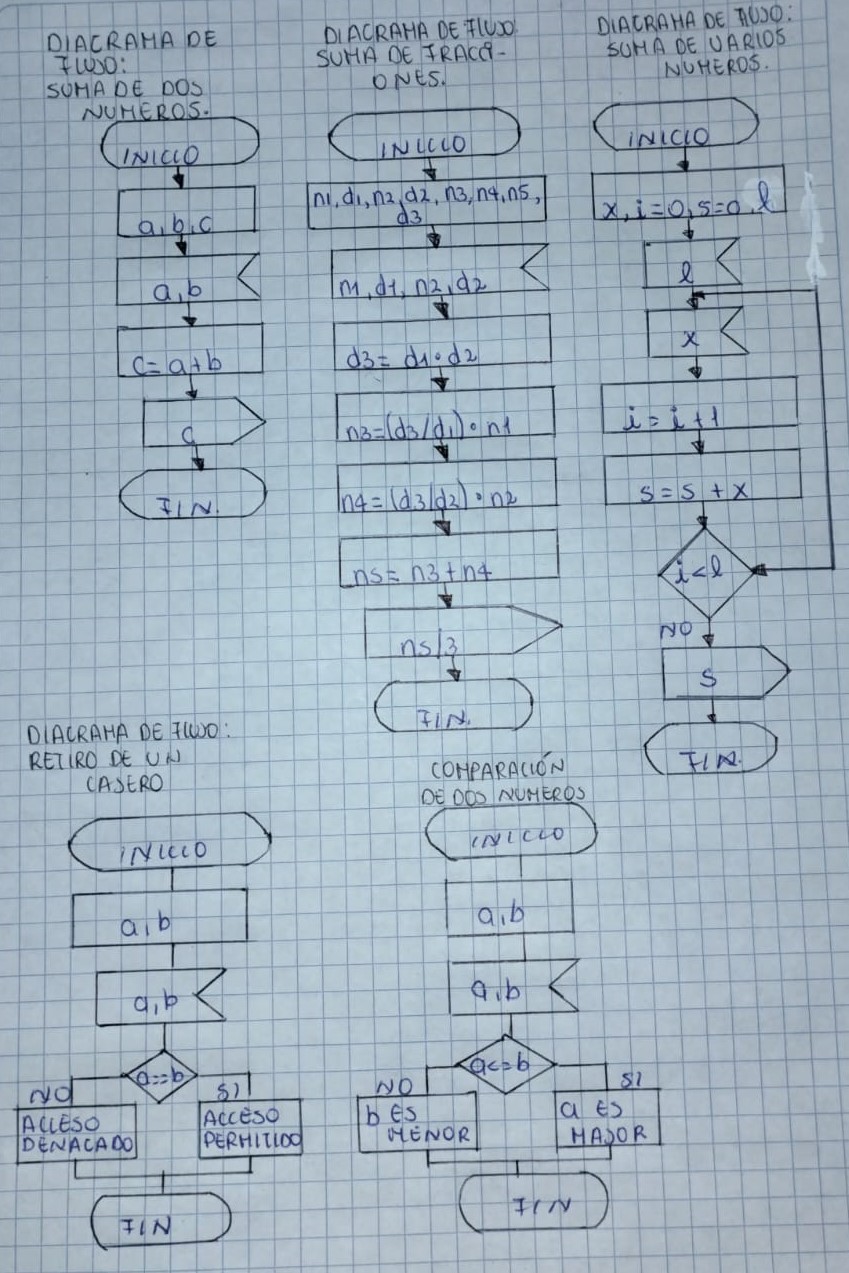 DIAGRAMA DE
FLUJO:
SUMA DE DOS
NUMEROS.
INICIO
a,b,c
a,b
c=a+b
c
FIN.
DIAGRAMA DE FLUJO
SUMA DE FRACCI-
ONES.
INICIO
n1,d1,n2,d2,n3,n4,n5,
d3
n1,d1,n2,d2
d3=d1•d2
n3=(d3/d1)•n1
n4=(d3/d2)•n2
n5=n3+n4
n5/3
FIN.
DIAGRAMA DE FLUJO:
SUMA DE VARIOS
NUMEROS.
INICIO
x,i=0,s=0,l
l
x
i=i+1
s=s+x
i<l
NO
s
FIN.
DIAGRAMA DE FLUJO:
RETIRO DE UN
CAJERO
INICIO
a,b
a,b
a==b
NO
SI
ACCESO
DENAGADO
ACCESO
PERMITIDO
FIN
COMPARACIÓN
DE DOS NUMEROS
INICIO
a,b
a,b
a<=b
NO
SI
b ES
MENOR
a ES
MAJOR
FIN